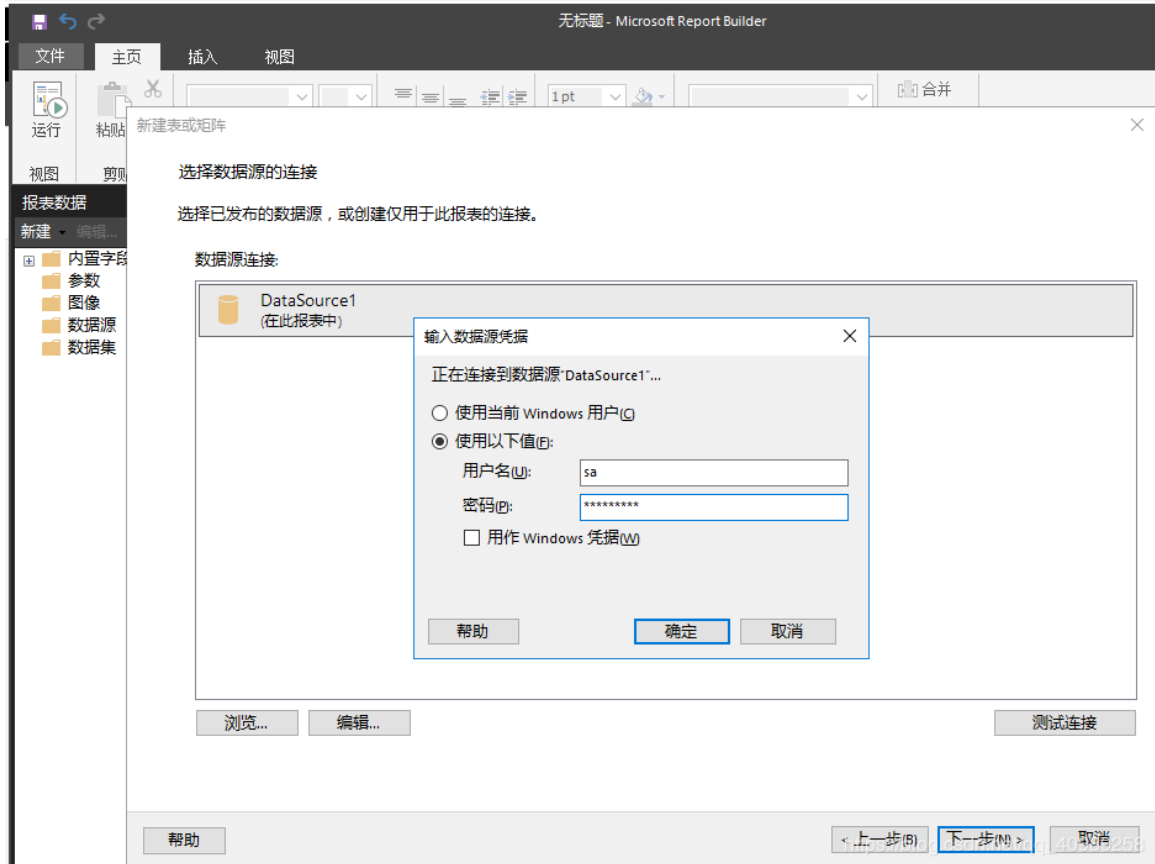 无标题 - Microsoft Report Builder
文件 主页 插入 视图
1 pt
合并
运行 粘贴
视图 剪贴
新建表或矩阵
选择数据源的连接
选择已发布的数据源，或创建仅用于此报表的连接。
数据源连接:
报表数据
新建 编辑...
内置字段
参数
图像
数据源
数据集
DataSource1
(在此报表中)
输入数据源凭据
正在连接到数据源"DataSource1"...
使用当前 Windows 用户(C)
使用以下值(F):
用户名(U): sa
密码(P): *********
用作 Windows 凭据(W)
帮助 确定 取消
浏览... 编辑... 测试连接
帮助 < 上一步(B) 下一步(N) > 取消